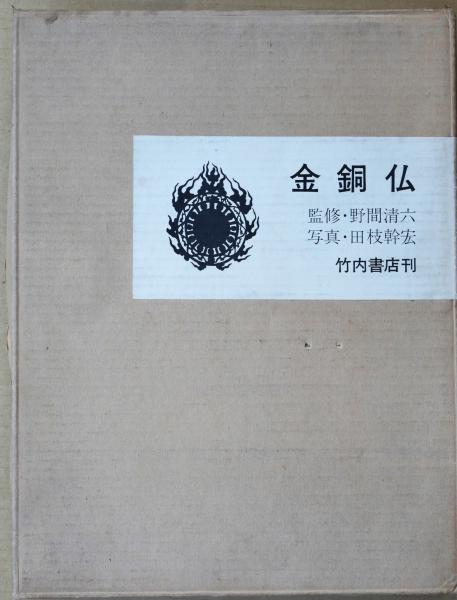 金銅仏
監修・野間清六
写真・田枝幹宏
竹内書店刊